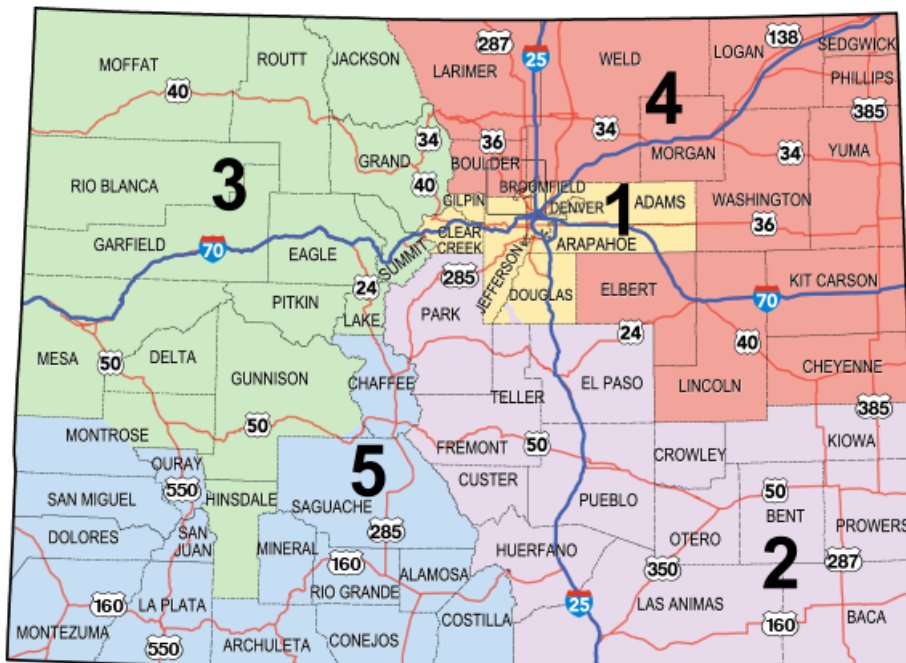 138
287
25
LOGAN
SEDGWICK
MOFFAT
ROUTT
JACKSON
LARIMER
WELD
PHILLIPS
40
4
385
34
36
34
MORGAN
34
YUMA
GRAND
BOULDER
RIO BLANCA
3
40
BROOMFIELD
GILPIN
DENVER
1
ADAMS
WASHINGTON
36
GARFIELD
70
EAGLE
SUMMIT
CLEAR
CREEK
JEFFERSON
ARAPAHOE
285
KIT CARSON
24
PITKIN
DOUGLAS
ELBERT
70
LAKE
PARK
24
MESA
50
DELTA
40
CHEYENNE
GUNNISON
CHAFFEE
TELLER
EL PASO
LINCOLN
385
50
MONTROSE
FREMONT
50
KIOWA
CROWLEY
OURAY
5
CUSTER
550
HINSDALE
SAGUACHE
PUEBLO
50
SAN MIGUEL
BENT
PROWERS
DOLORES
SAN
JUAN
MINERAL
285
OTERO
HUERFANO
287
160
ALAMOSA
350
2
RIO GRANDE
160
LA PLATA
25
LAS ANIMAS
COSTILLA
BACA
160
MONTEZUMA
550
ARCHULETA
CONEJOS